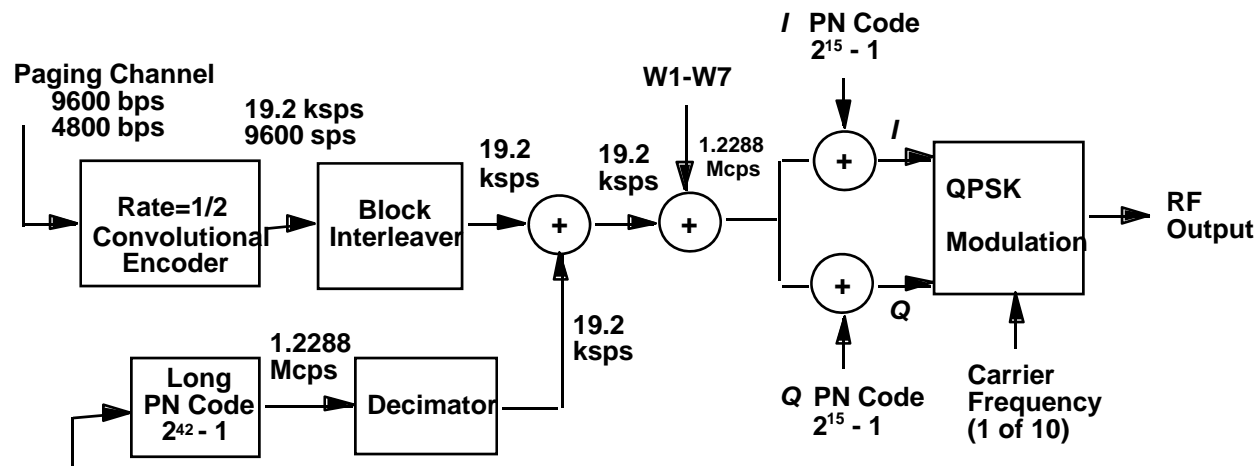 I PN Code
2¹⁵ - 1
Paging Channel
9600 bps
4800 bps
19.2 ksps
9600 sps
W1-W7
19.2
ksps
19.2
ksps
1.2288
Mcps
I
+
Rate=1/2
Convolutional
Encoder
Block
Interleaver
+
+
QPSK
Modulation
RF
Output
+
Q
19.2
ksps
1.2288
Mcps
Long
PN Code
2⁴² - 1
Decimator
Q PN Code
2¹⁵ - 1
Carrier
Frequency
(1 of 10)